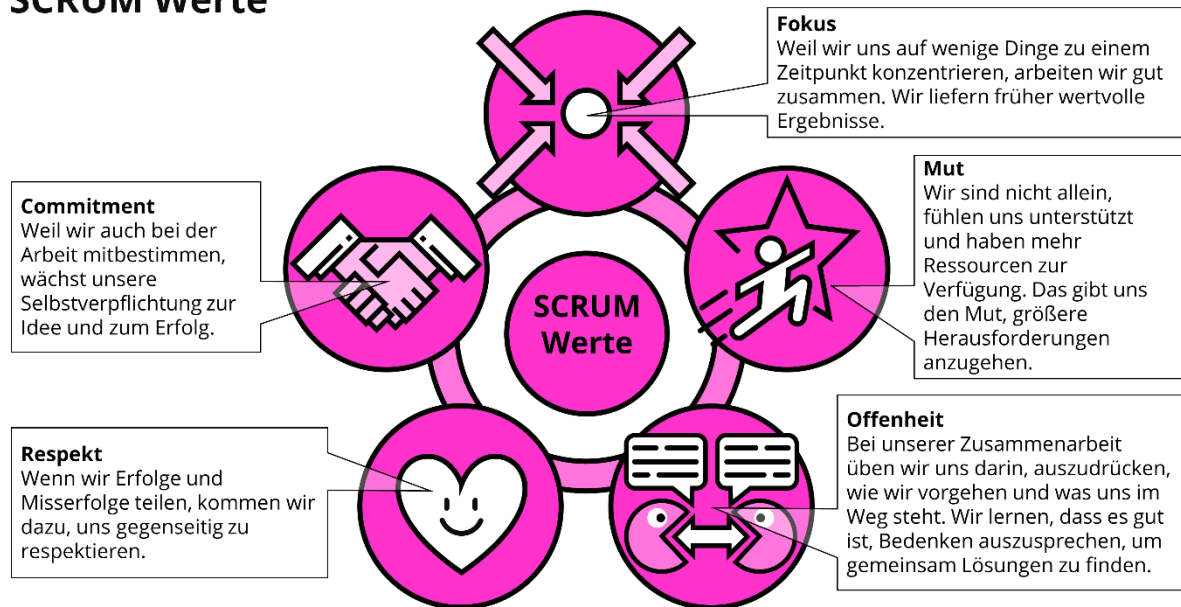 SCRUM Werte
Fokus
Weil wir uns auf wenige Dinge zu einem
Zeitpunkt konzentrieren, arbeiten wir gut
zusammen. Wir liefern früher wertvolle
Ergebnisse.
Mut
Wir sind nicht allein,
fühlen uns unterstützt
und haben mehr
Ressourcen zur
Verfügung. Das gibt uns
den Mut, größere
Herausforderungen
anzugehen.
Commitment
Weil wir auch bei der
Arbeit mitbestimmen,
wächst unsere
Selbstverpflichtung zur
Idee und zum Erfolg.
SCRUM
Werte
Offenheit
Bei unserer Zusammenarbeit
üben wir uns darin, auszudrücken,
wie wir vorgehen und was uns im
Weg steht. Wir lernen, dass es gut
ist, Bedenken auszusprechen, um
gemeinsam Lösungen zu finden.
Respekt
Wenn wir Erfolge und
Misserfolge teilen, kommen wir
dazu, uns gegenseitig zu
respektieren.